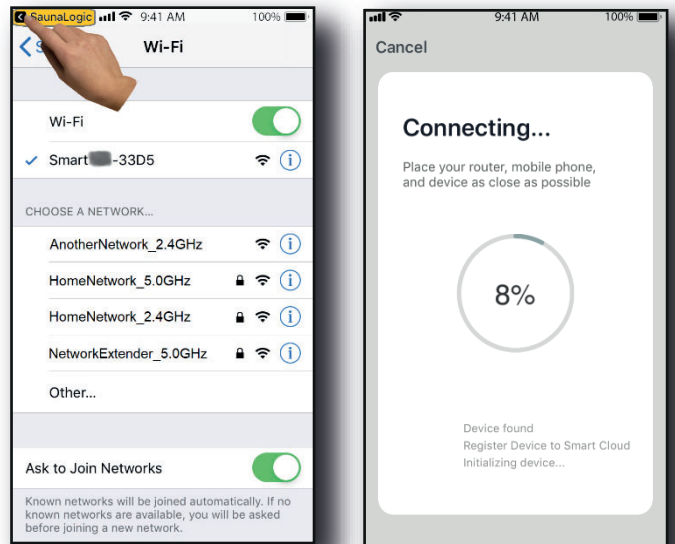 SaunaLogic 9:41 AM 100%
Wi-Fi
Wi-Fi
Smart -33D5
CHOOSE A NETWORK...
AnotherNetwork_2.4GHz
HomeNetwork_5.0GHz
HomeNetwork_2.4GHz
NetworkExtender_5.0GHz
Other...
Ask to Join Networks
Known networks will be joined automatically. If no
known networks are available, you will be asked
before joining a new network.
9:41 AM 100%
Cancel
Connecting...
Place your router, mobile phone,
and device as close as possible
8%
Device found
Register Device to Smart Cloud
Initializing device...